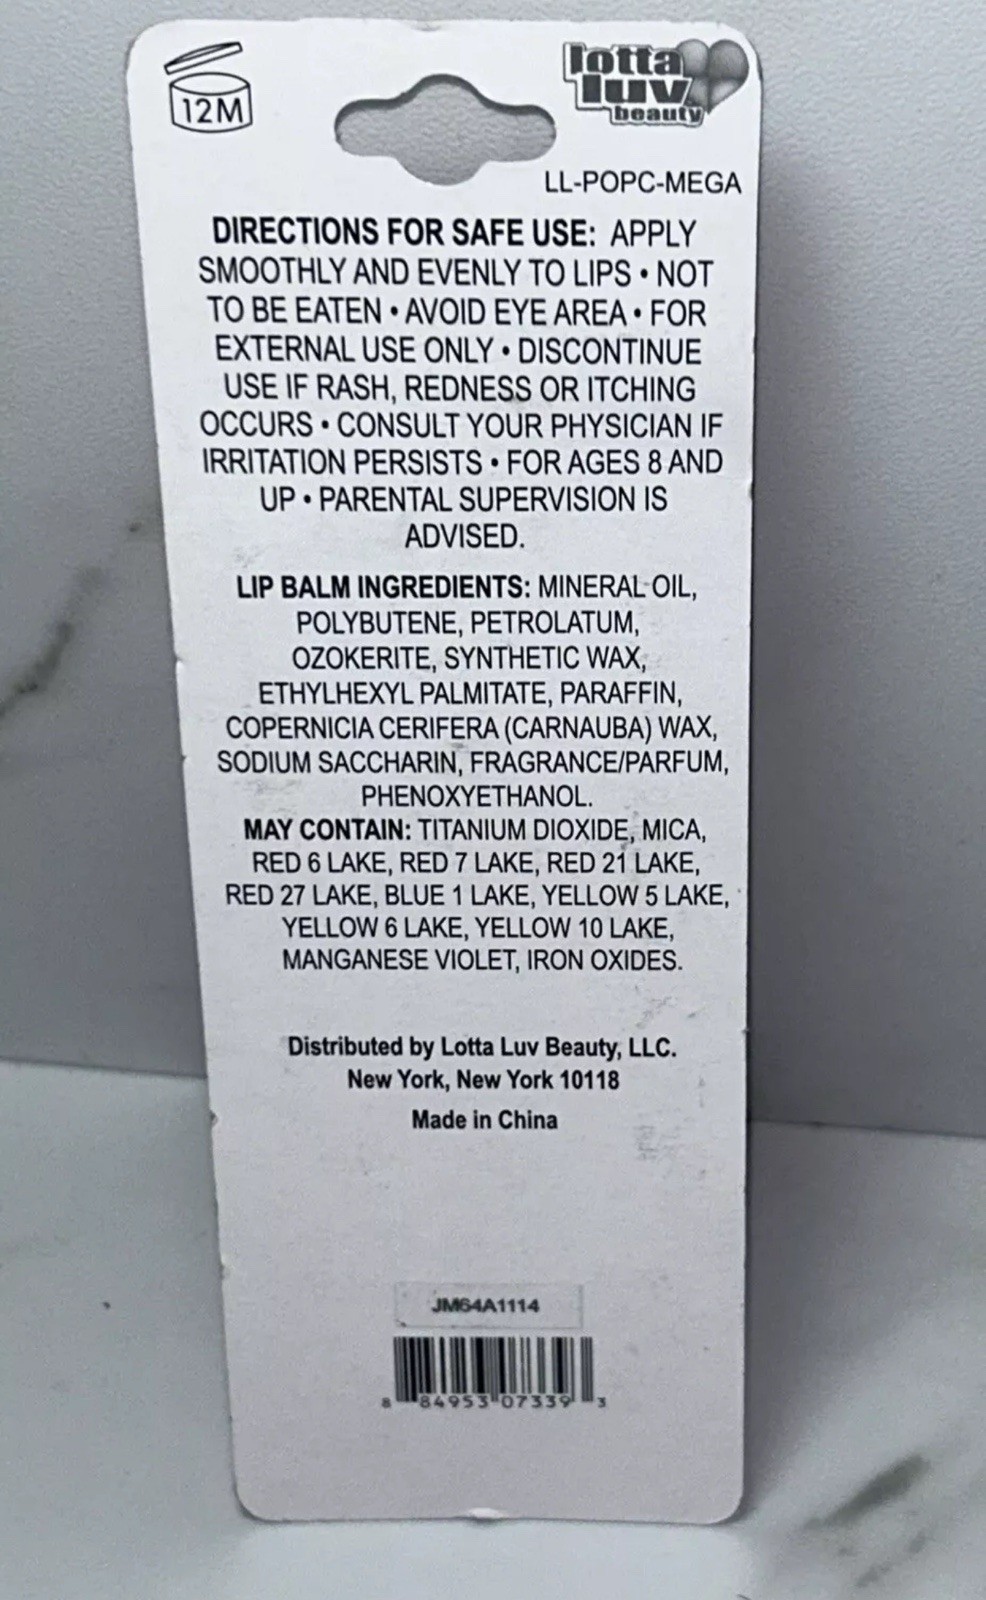 12M
lotta
luv
beauty
LL-POPC-MEGA
DIRECTIONS FOR SAFE USE: APPLY
SMOOTHLY AND EVENLY TO LIPS • NOT
TO BE EATEN • AVOID EYE AREA • FOR
EXTERNAL USE ONLY • DISCONTINUE
USE IF RASH, REDNESS OR ITCHING
OCCURS • CONSULT YOUR PHYSICIAN IF
IRRITATION PERSISTS • FOR AGES 8 AND
UP • PARENTAL SUPERVISION IS
ADVISED.
LIP BALM INGREDIENTS: MINERAL OIL,
POLYBUTENE, PETROLATUM,
OZOKERITE, SYNTHETIC WAX,
ETHYLHEXYL PALMITATE, PARAFFIN,
COPERNICIA CERIFERA (CARNAUBA) WAX,
SODIUM SACCHARIN, FRAGRANCE/PARFUM,
PHENOXYETHANOL.
MAY CONTAIN: TITANIUM DIOXIDE, MICA,
RED 6 LAKE, RED 7 LAKE, RED 21 LAKE,
RED 27 LAKE, BLUE 1 LAKE, YELLOW 5 LAKE,
YELLOW 6 LAKE, YELLOW 10 LAKE,
MANGANESE VIOLET, IRON OXIDES.
Distributed by Lotta Luv Beauty, LLC.
New York, New York 10118
Made in China
JM64A1114
8 84953 07339 3